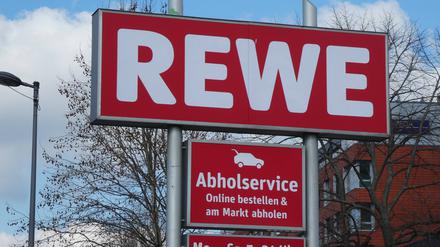 REWE
Abholservice
Online bestellen &
am Markt abholen